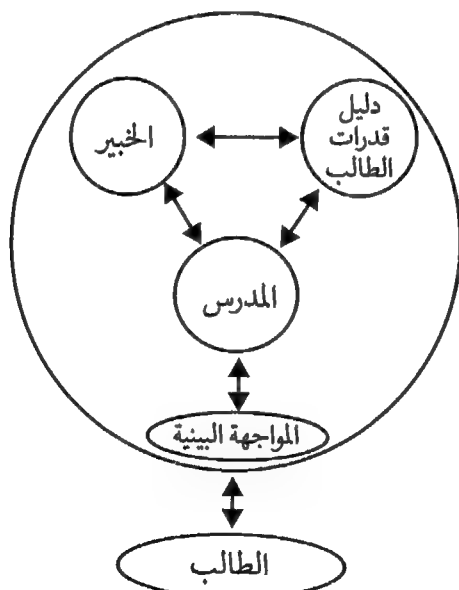 دليل
قدرات
الطالب
الخبير
المدرس
المواجهة البينية
الطالب